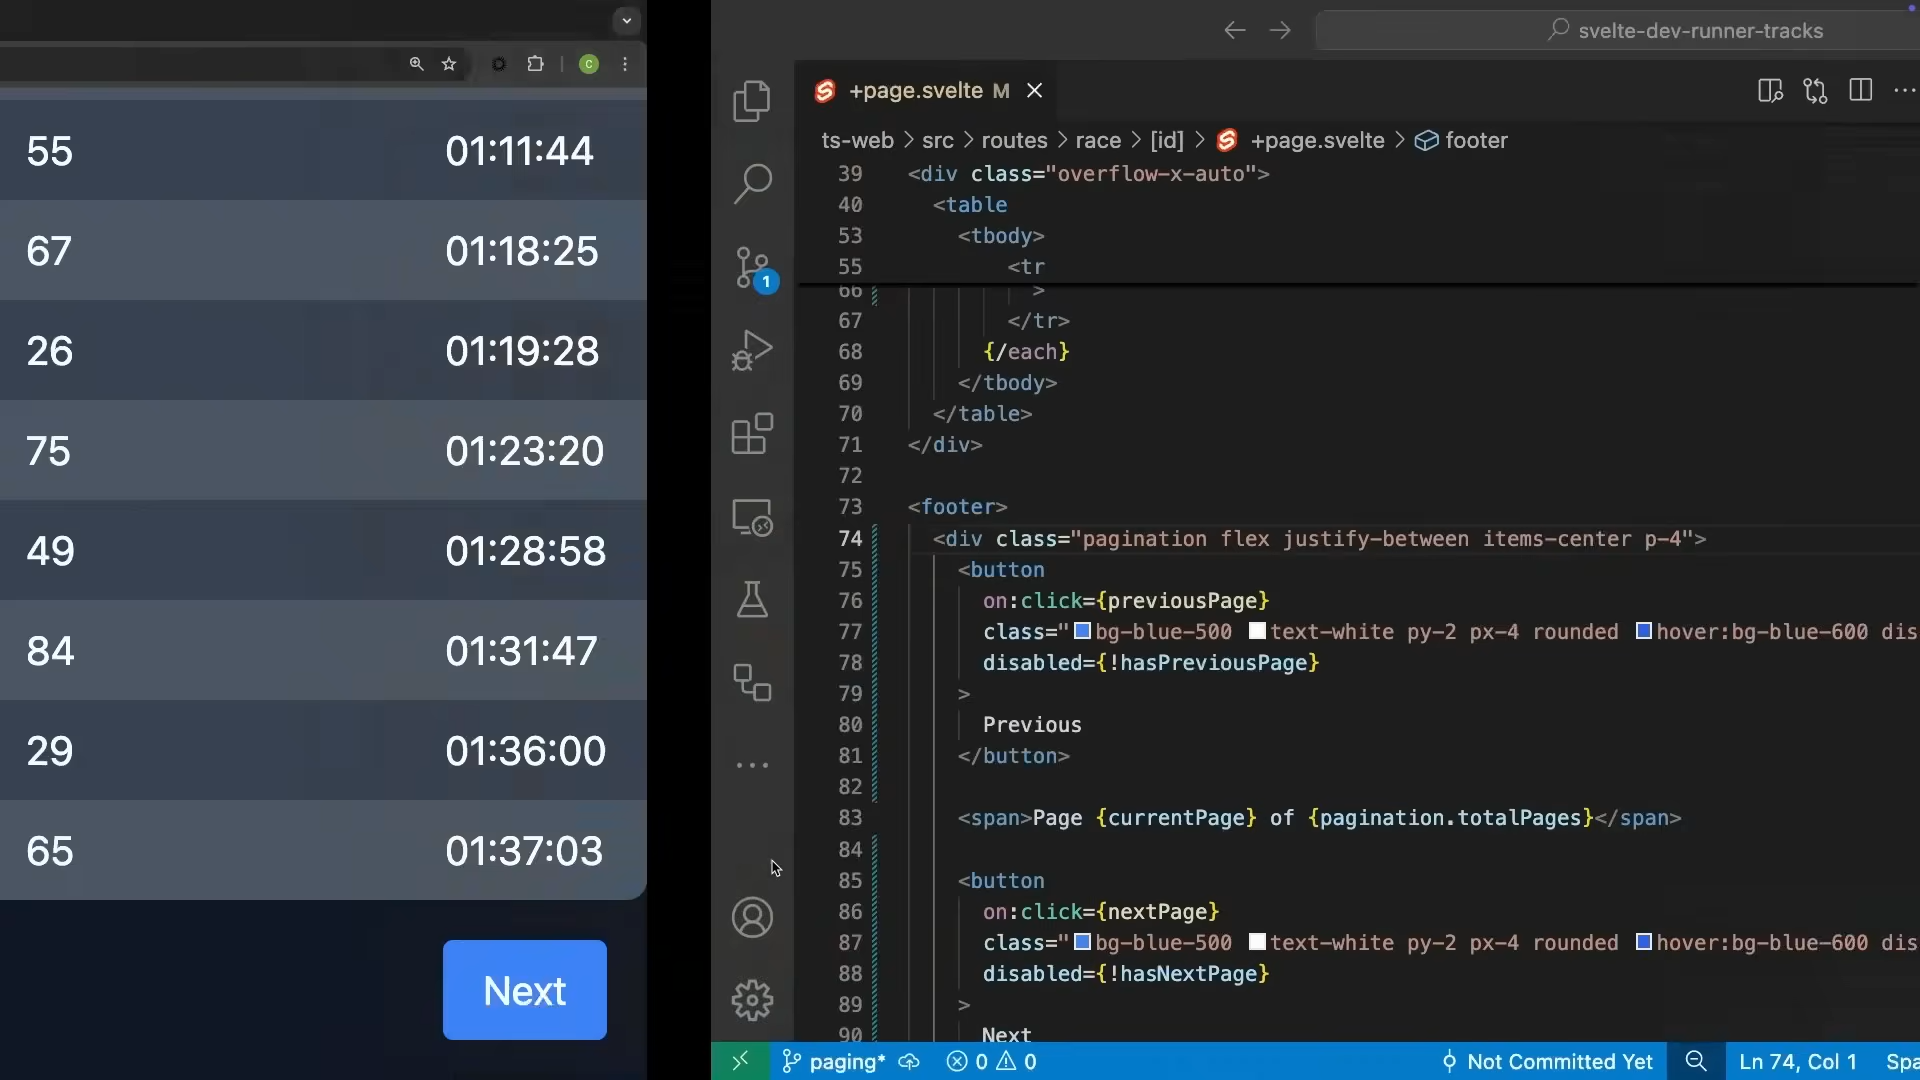 C
55 01:11:44
67 01:18:25
26 01:19:28
75 01:23:20
49 01:28:58
84 01:31:47
29 01:36:00
65 01:37:03
Next
svelte-dev-runner-tracks
+page.svelte M
ts-web > src > routes > race > [id] > +page.svelte > footer
1
39 <div class="overflow-x-auto">
40 <table
53 <tbody>
55 <tr
66 >
67 </tr>
68 {/each}
69 </tbody>
70 </table>
71 </div>
72
73 <footer>
74 <div class="pagination flex justify-between items-center p-4">
75 <button
76 on:click={previousPage}
77 class="bg-blue-500 text-white py-2 px-4 rounded hover:bg-blue-600 dis
78 disabled={!hasPreviousPage}
79 >
80 Previous
81 </button>
82
83 <span>Page {currentPage} of {pagination.totalPages}</span>
84
85 <button
86 on:click={nextPage}
87 class="bg-blue-500 text-white py-2 px-4 rounded hover:bg-blue-600 dis
88 disabled={!hasNextPage}
89 >
90 Next
paging* 0 0 Not Committed Yet Ln 74, Col 1 Spa